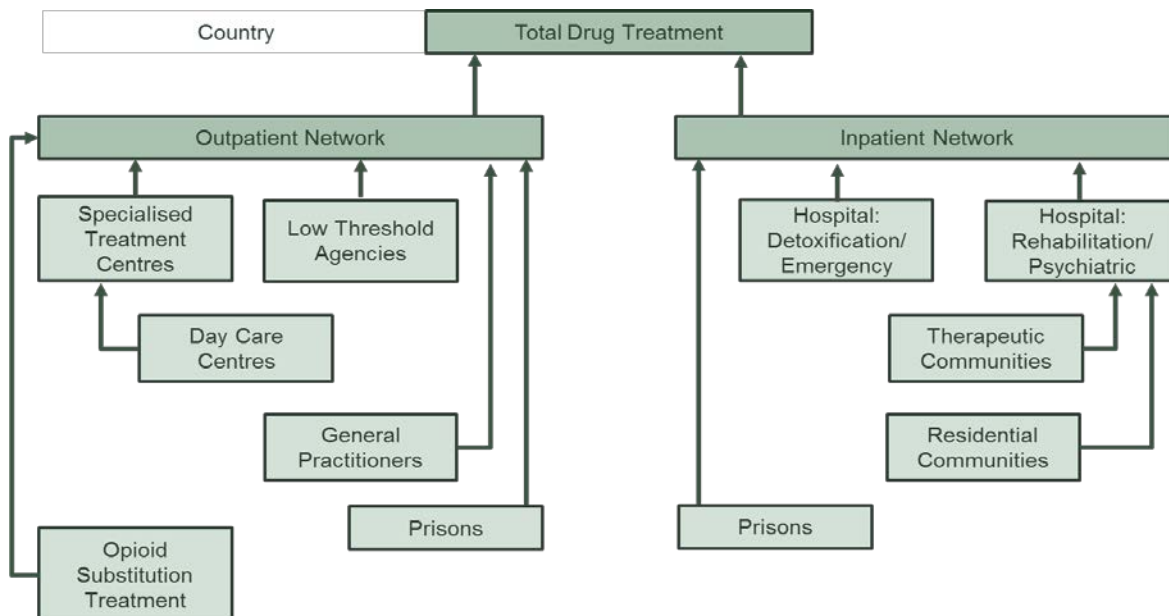 Country
Total Drug Treatment
Outpatient Network
Inpatient Network
Specialised
Treatment
Centres
Low Threshold
Agencies
Hospital:
Detoxification/
Emergency
Hospital:
Rehabilitation/
Psychiatric
Day Care
Centres
Therapeutic
Communities
General
Practitioners
Residential
Communities
Prisons
Prisons
Opioid
Substitution
Treatment